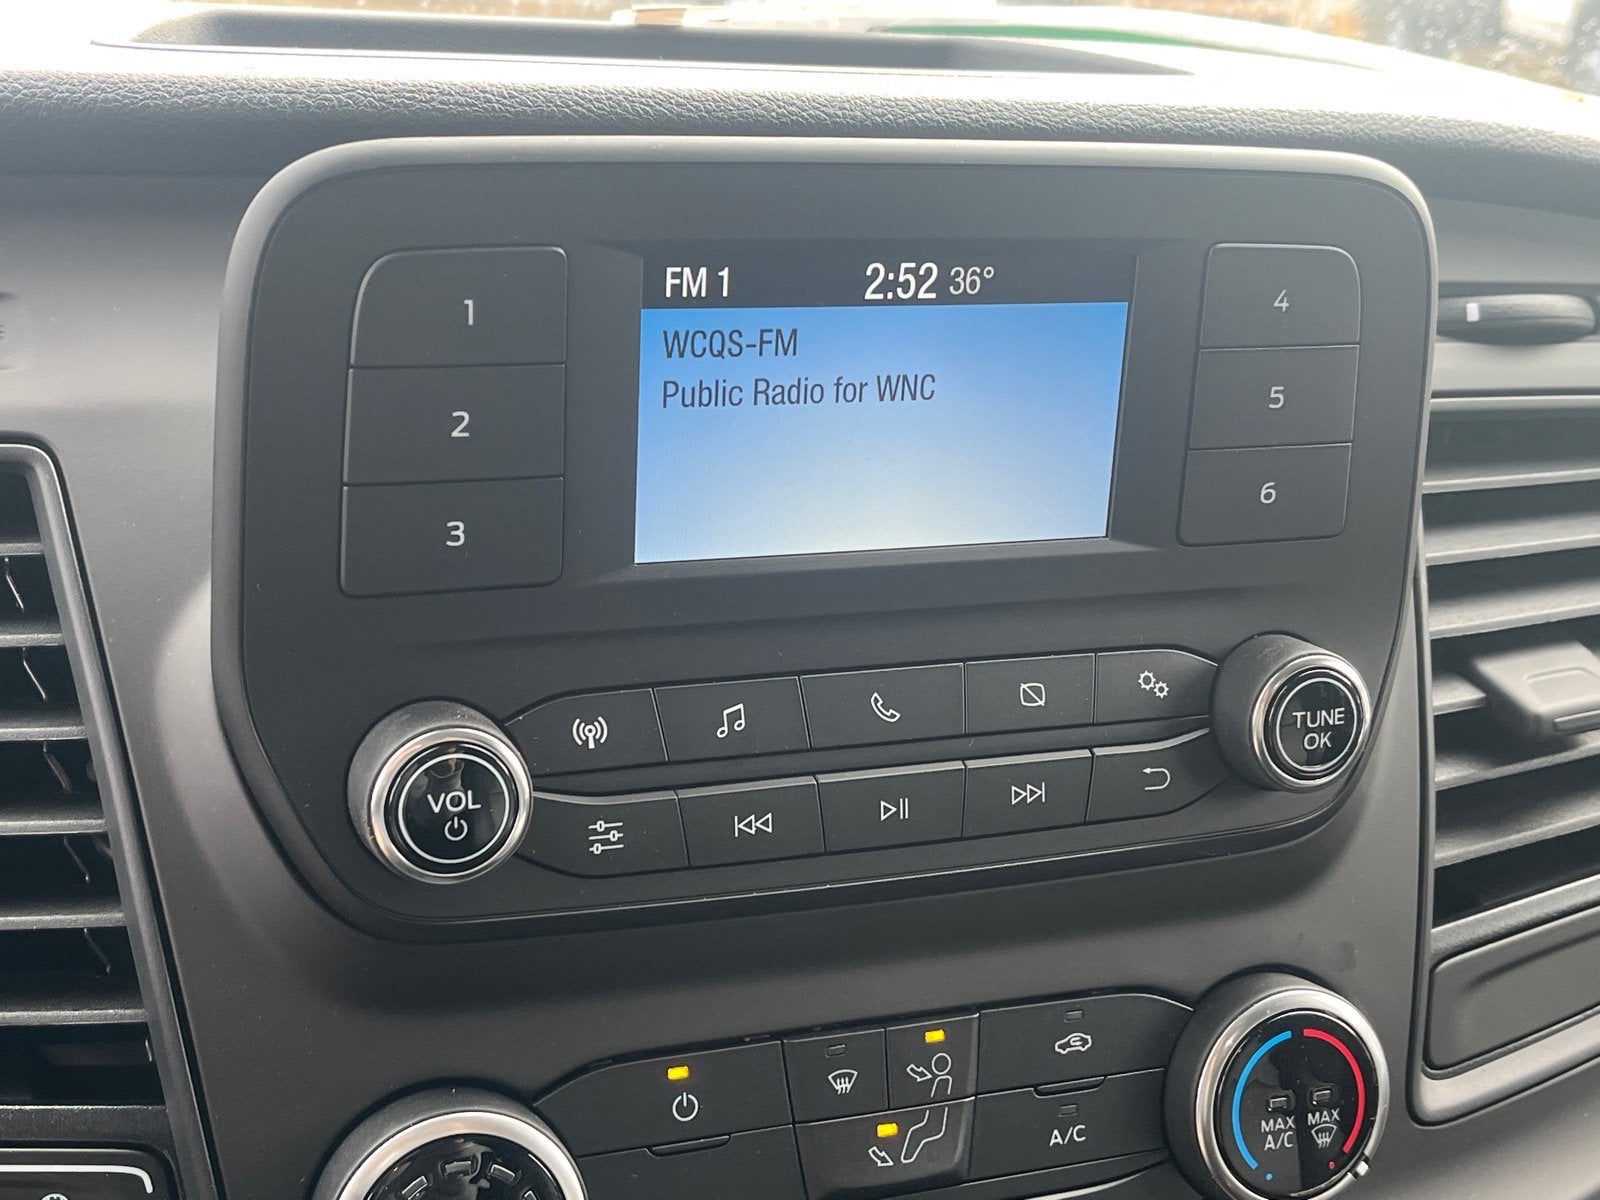 FM 1 2:52 36°
WCQS-FM
Public Radio for WNC
1
2
3
4
5
6
VOL
TUNE
OK
A/C
MAX
A/C
MAX